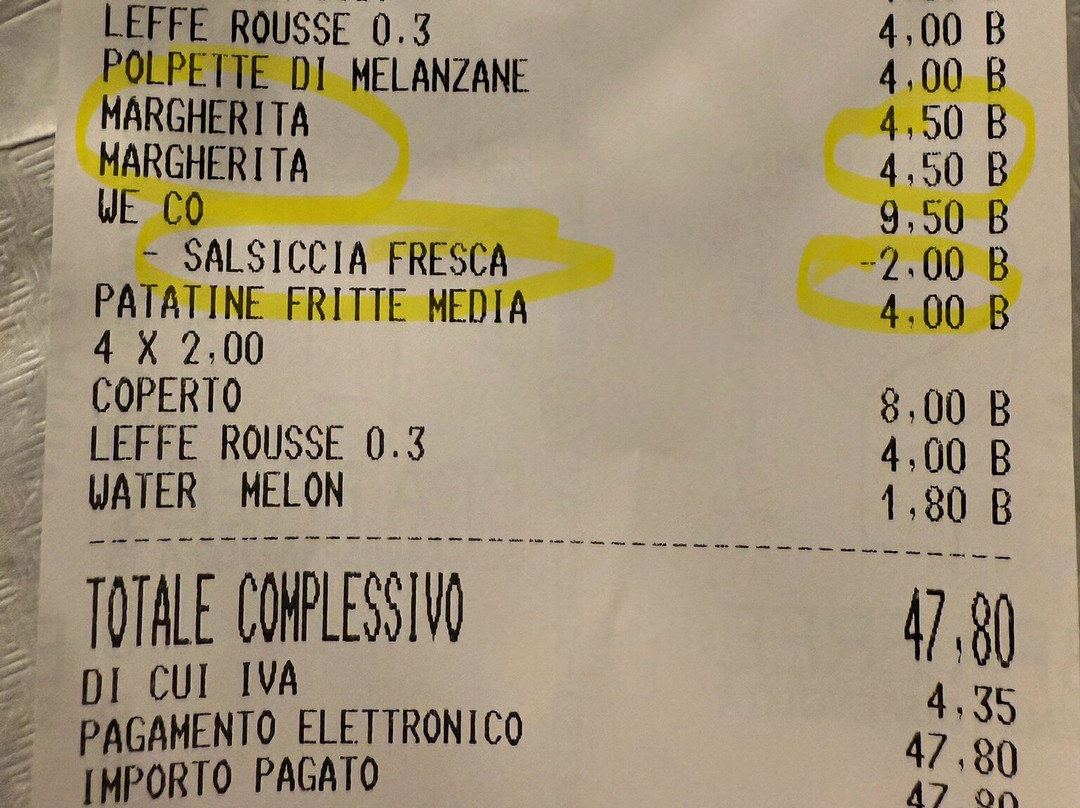 LEFFE ROUSSE 0.3 4,00 B
POLPETTE DI MELANZANE 4,00 B
MARGHERITA 4,50 B
MARGHERITA 4,50 B
WE CO 9,50 B
- SALSICCIA FRESCA -2,00 B
PATATINE FRITTE MEDIA 4,00 B
4 X 2,00
COPERTO 8,00 B
LEFFE ROUSSE 0.3 4,00 B
WATER MELON 1,80 B
TOTALE COMPLESSIVO 47,80
DI CUI IVA 4,35
PAGAMENTO ELETTRONICO 47,80
IMPORTO PAGATO 47,80